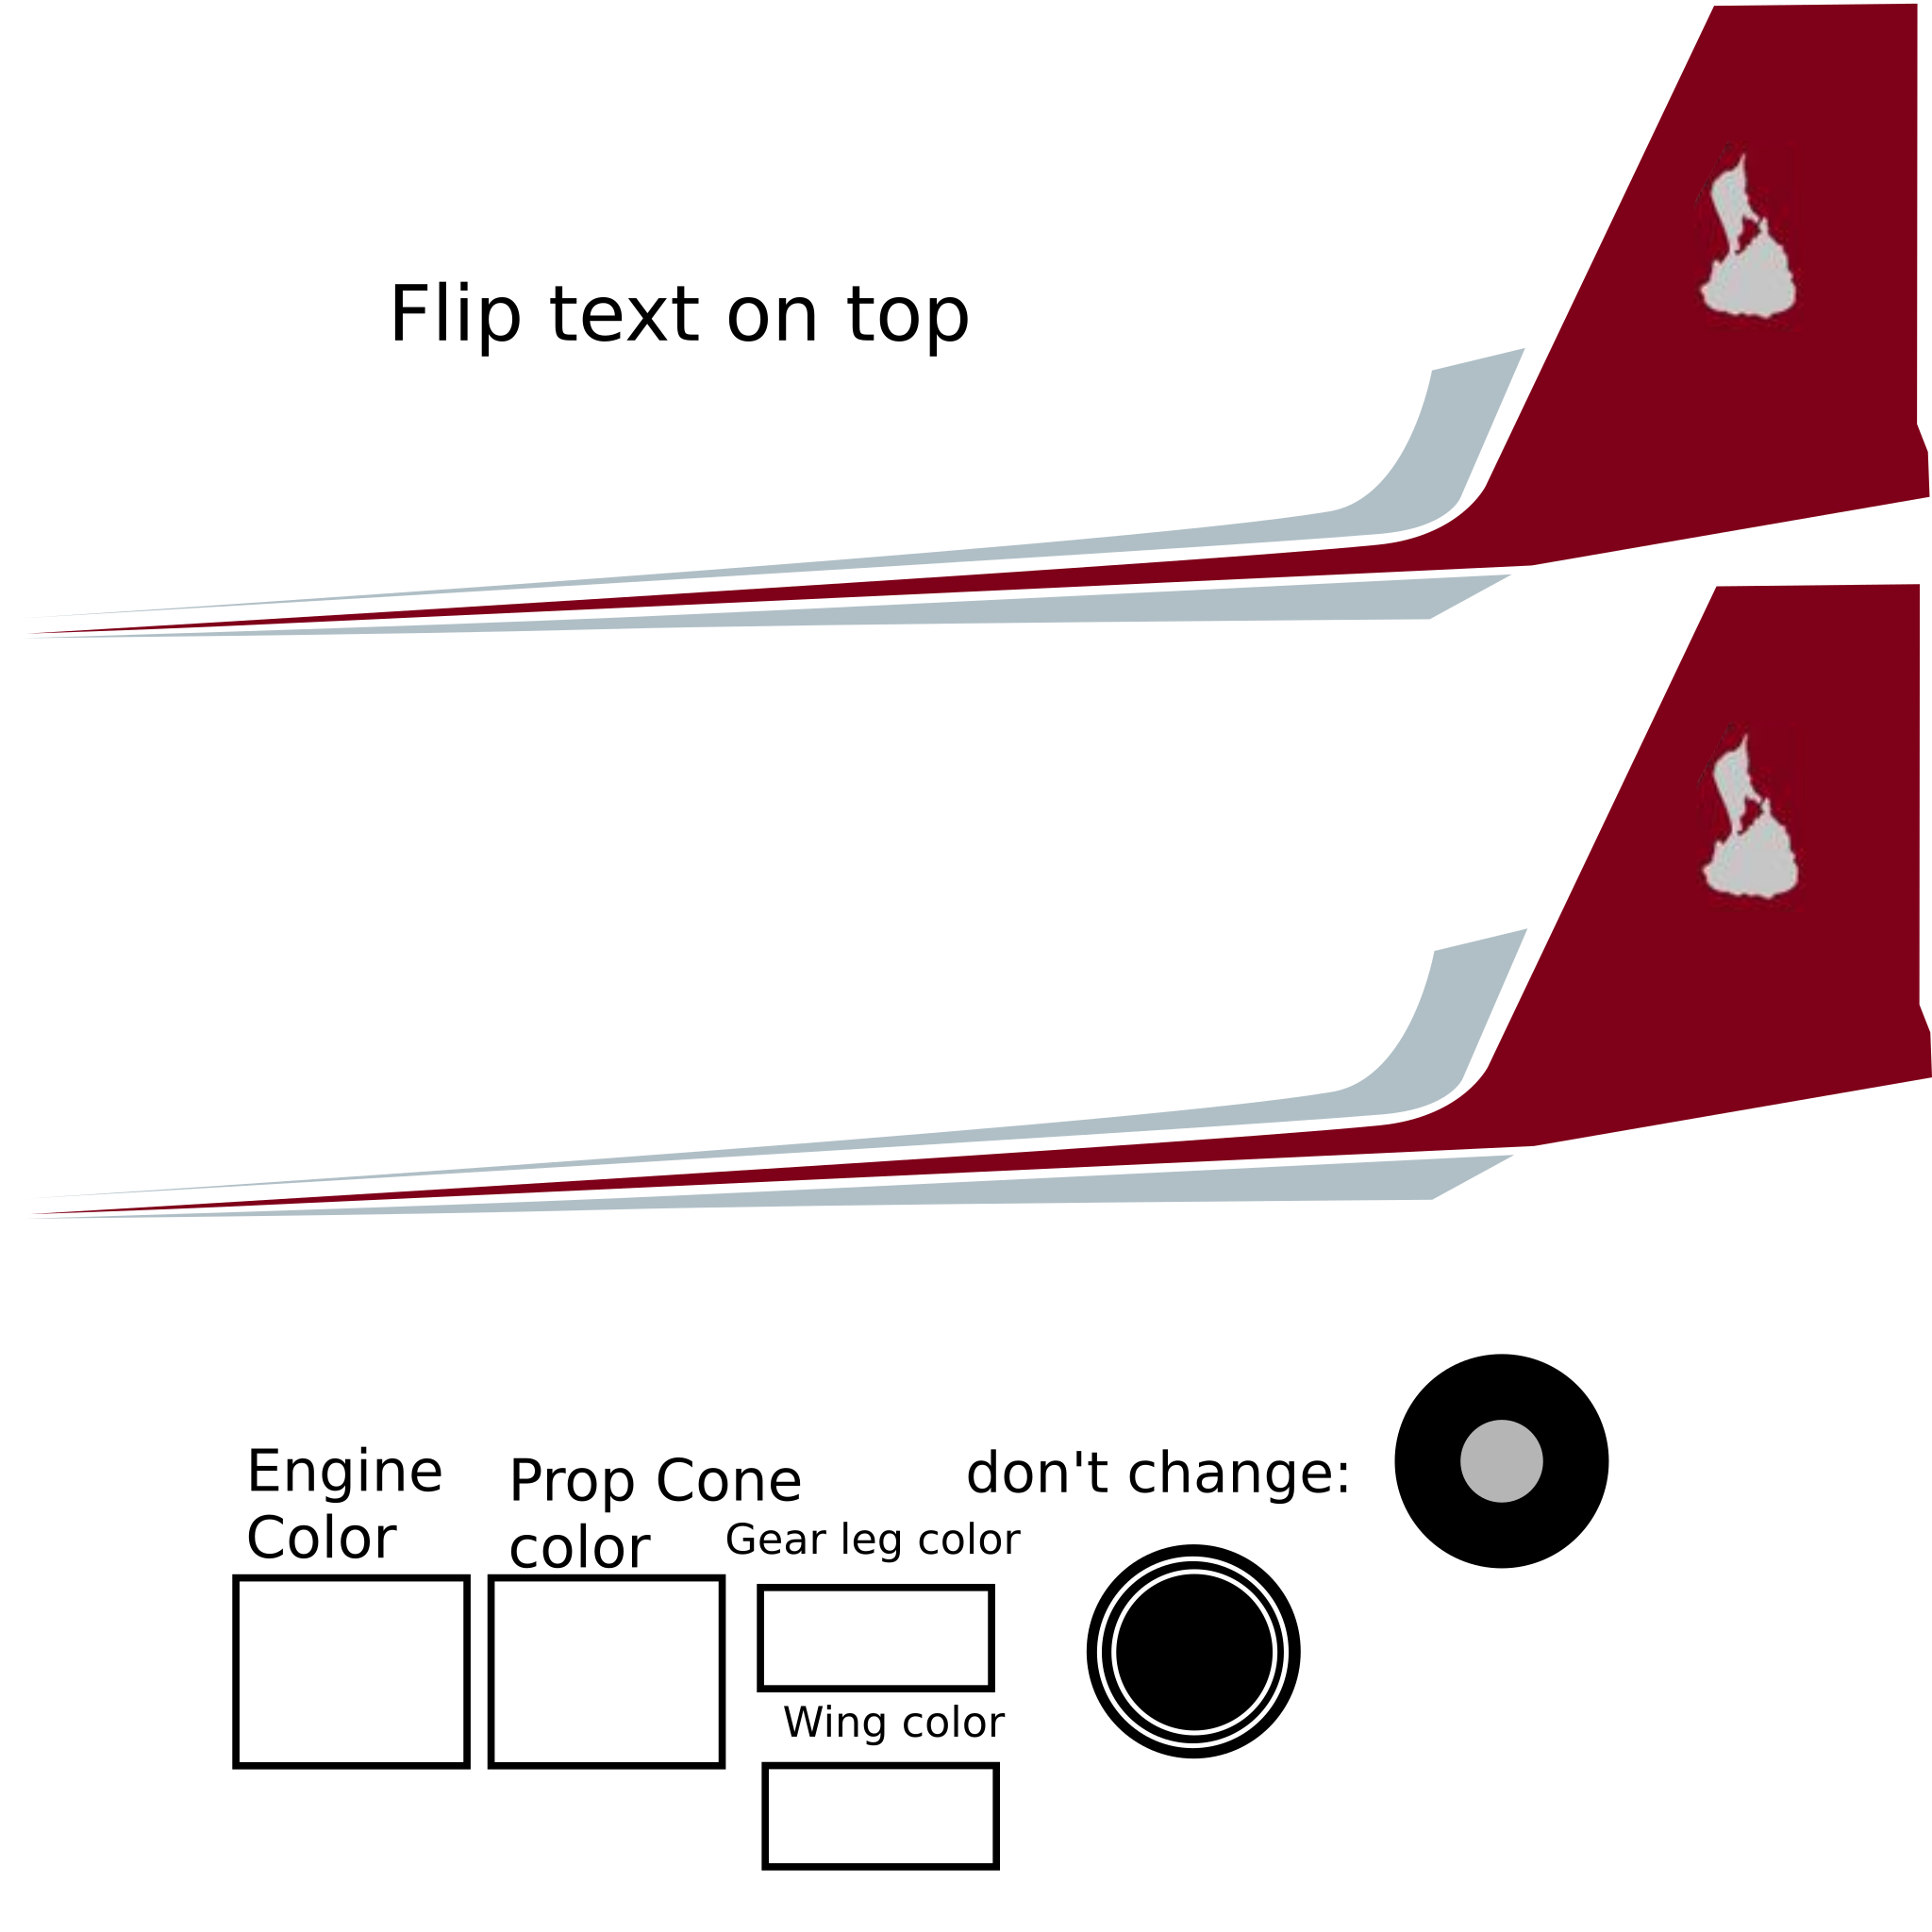 Flip text on top
Engine
Color
Prop Cone
color
Gear leg color
Wing color
don't change: